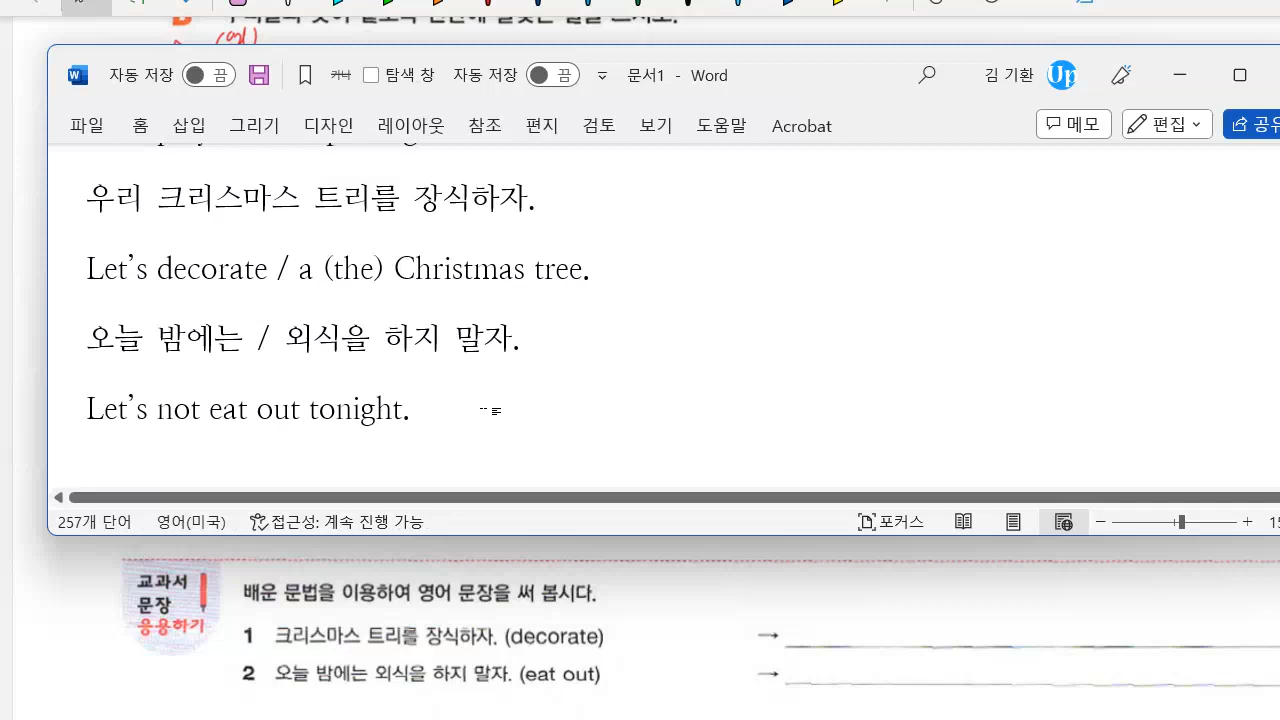 자동 저장 끔 가나 탐색 창 자동 저장 끔 문서1 - Word 김 기환 Up
파일 홈 삽입 그리기 디자인 레이아웃 참조 편지 검토 보기 도움말 Acrobat 메모 편집 공유
우리 크리스마스 트리를 장식하자.
Let's decorate / a (the) Christmas tree.
오늘 밤에는 / 외식을 하지 말자.
Let's not eat out tonight.
257개 단어 영어(미국) 접근성: 계속 진행 가능 포커스
교과서
문장
응용하기
배운 문법을 이용하여 영어 문장을 써 봅시다.
1 크리스마스 트리를 장식하자. (decorate) →
2 오늘 밤에는 외식을 하지 말자. (eat out) →